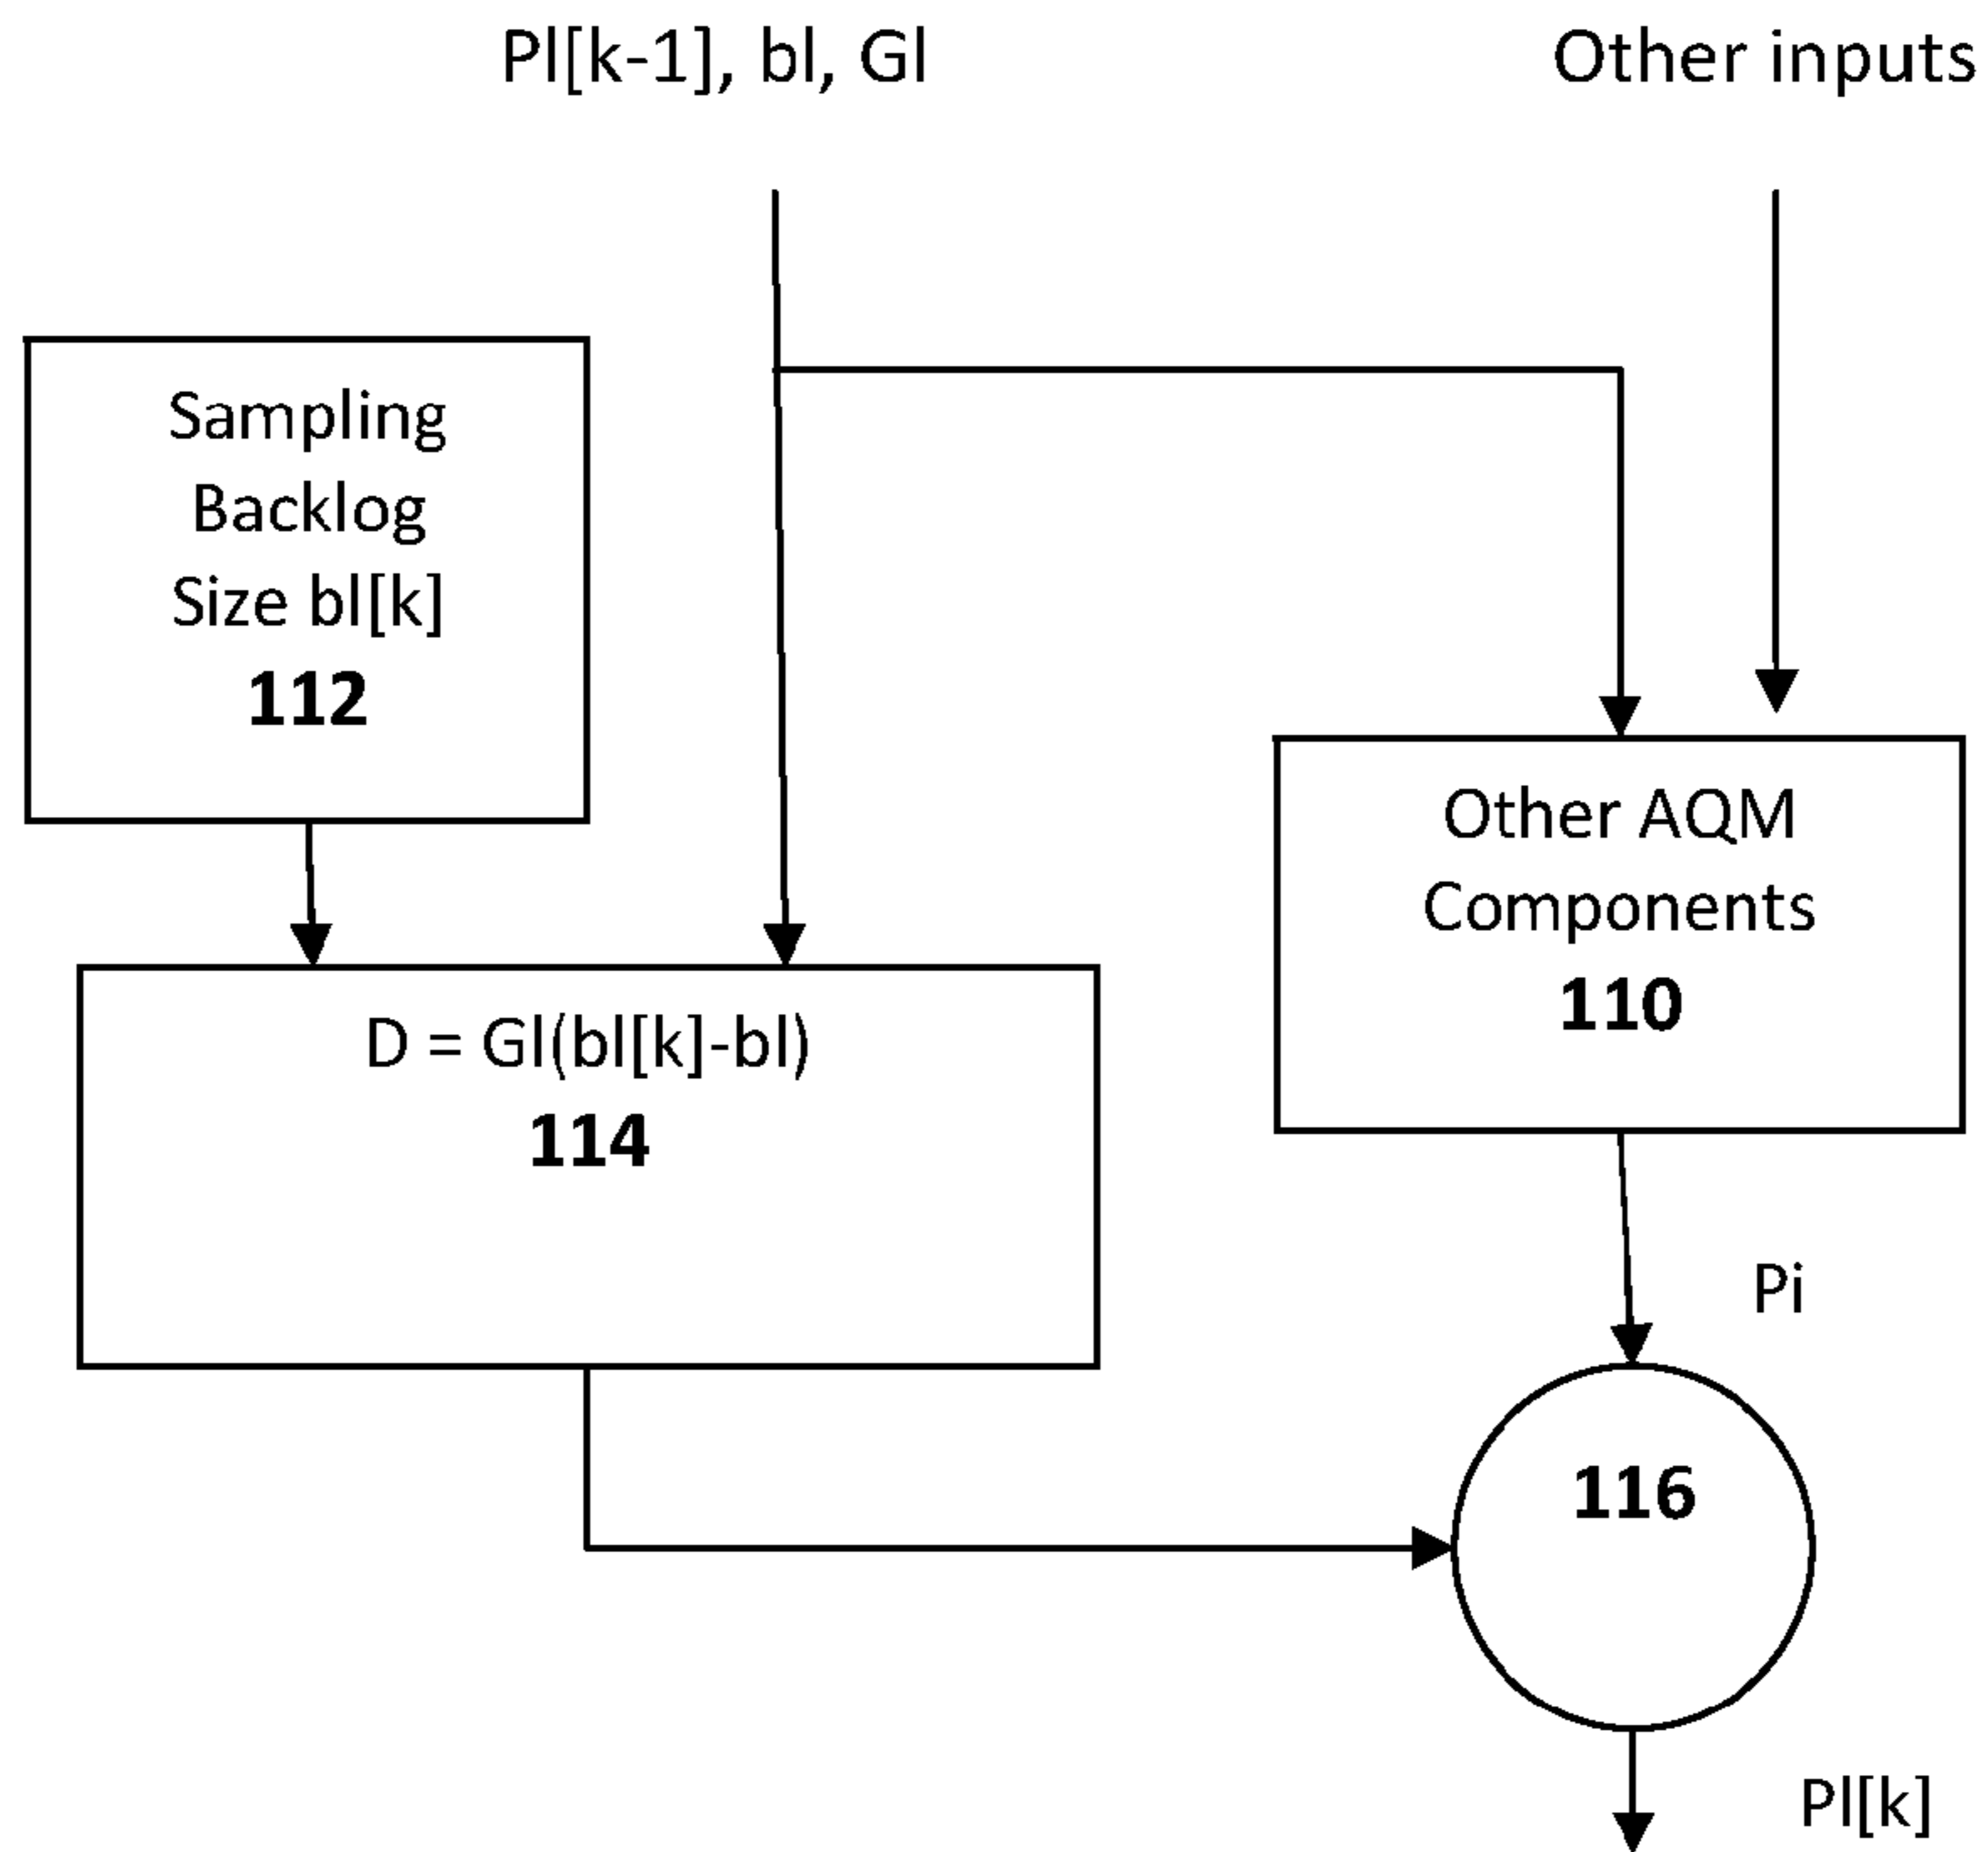 Pl[k-1], bl, Gl
Other inputs
Sampling
Backlog
Size bl[k]
112
Other AQM
Components
110
D = Gl(bl[k]-bl)
114
Pi
116
Pl[k]